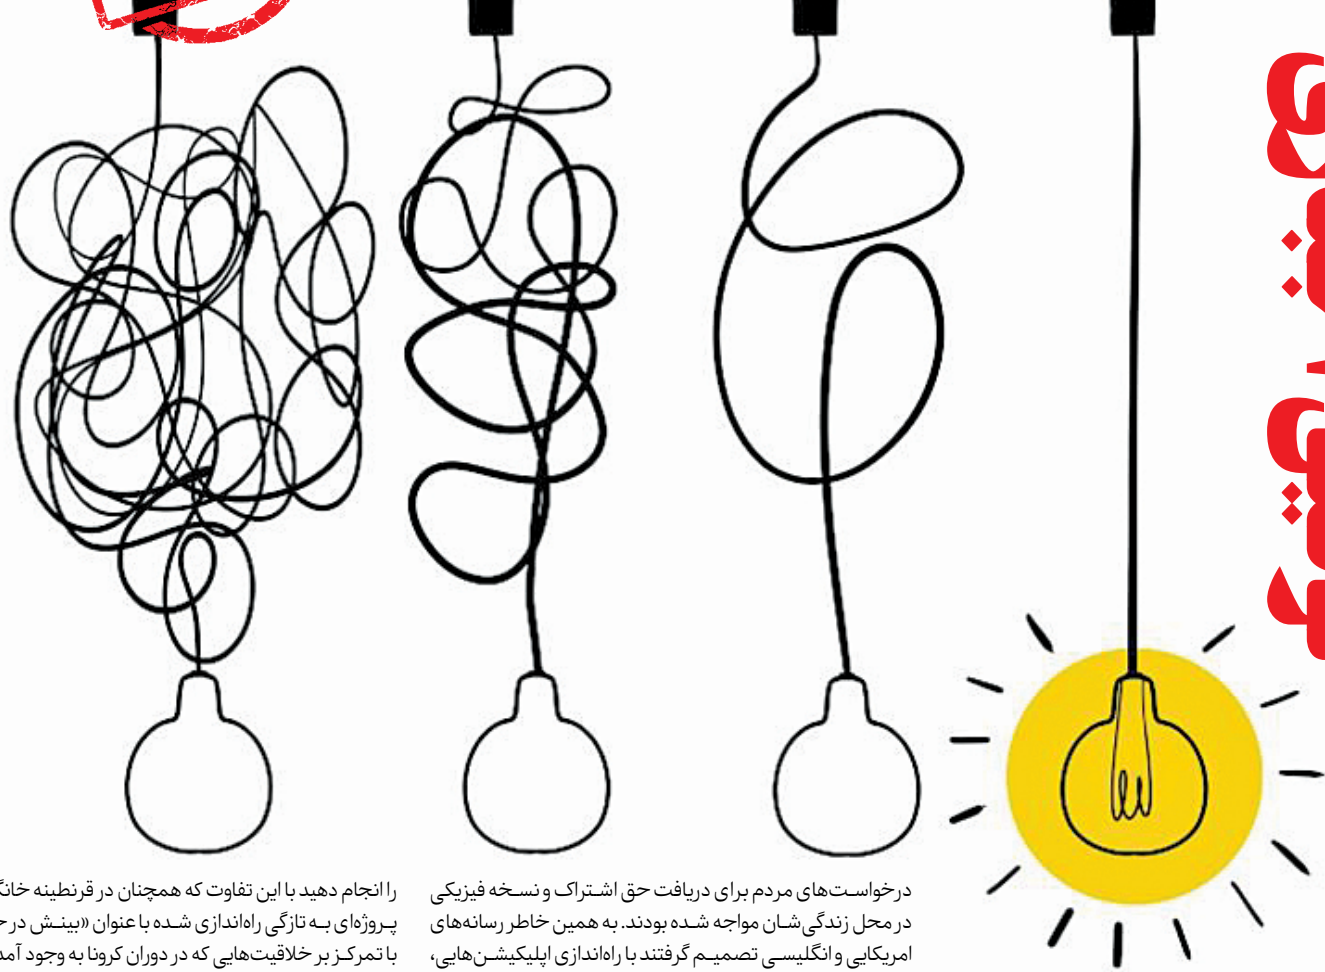 درخواست‌های مردم برای دریافت حق اشتراک و نسخه فیزیکی
در محل زندگی‌شان مواجه شده بودند. به همین خاطر رسانه‌های
امریکایی و انگلیسی تصمیم گرفتند با راه‌اندازی اپلیکیشن‌هایی،
را انجام دهید با این تفاوت که همچنان در قرنطینه
پروژه‌ای به تازگی راه‌اندازی شده با عنوان «بینش در
با تمرکز بر خلاقیت‌هایی که در دوران کرونا به وجود